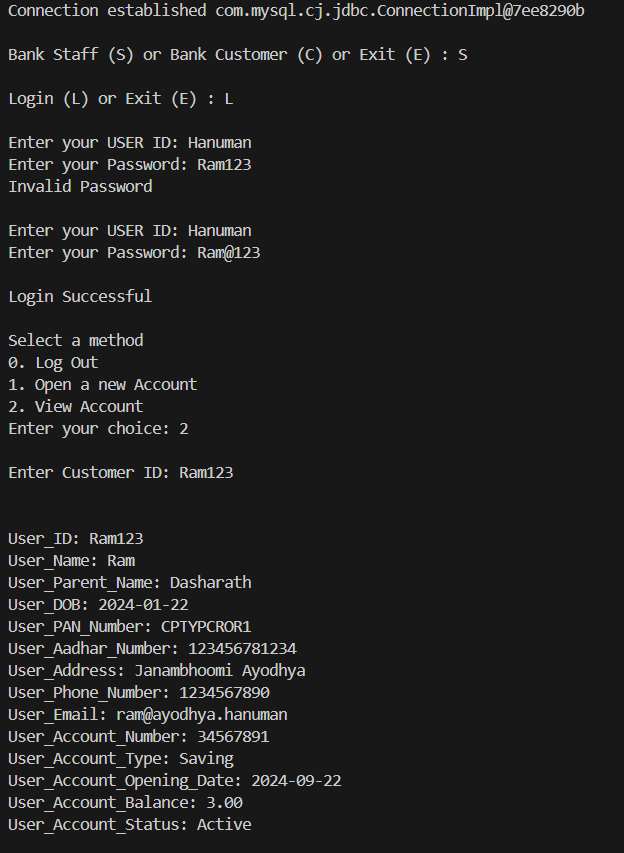 Connection established com.mysql.cj.jdbc.ConnectionImpl@7ee8290b
Bank Staff (S) or Bank Customer (C) or Exit (E) : S
Login (L) or Exit (E) : L
Enter your USER ID: Hanuman
Enter your Password: Ram123
Invalid Password
Enter your USER ID: Hanuman
Enter your Password: Ram@123
Login Successful
Select a method
0. Log Out
1. Open a new Account
2. View Account
Enter your choice: 2
Enter Customer ID: Ram123
User_ID: Ram123
User_Name: Ram
User_Parent_Name: Dasharath
User_DOB: 2024-01-22
User_PAN_Number: CPTYPCROR1
User_Aadhar_Number: 123456781234
User_Address: Janambhoomi Ayodhya
User_Phone_Number: 1234567890
User_Email: ram@ayodhya.hanuman
User_Account_Number: 34567891
User_Account_Type: Saving
User_Account_Opening_Date: 2024-09-22
User_Account_Balance: 3.00
User_Account_Status: Active